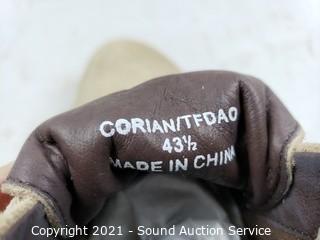 CORIAN/TFDAO
43½
MADE IN CHINA
Copyright © 2021 - Sound Auction Service